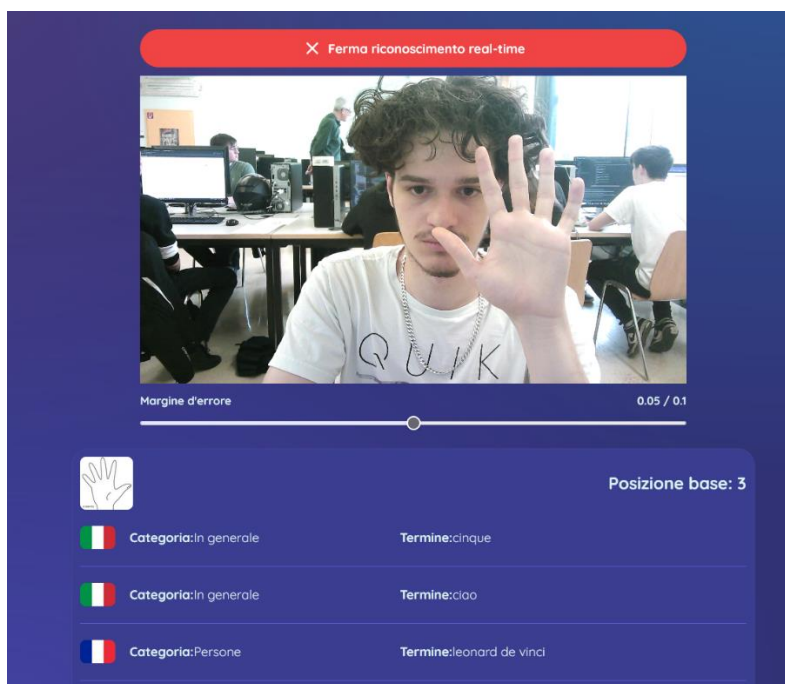 Ferma riconoscimento real-time
QUIK
Margine d'errore 0.05 / 0.1
Posizione base: 3
Categoria:In generale Termine:cinque
Categoria:In generale Termine:ciao
Categoria:Persone Termine:leonard de vinci